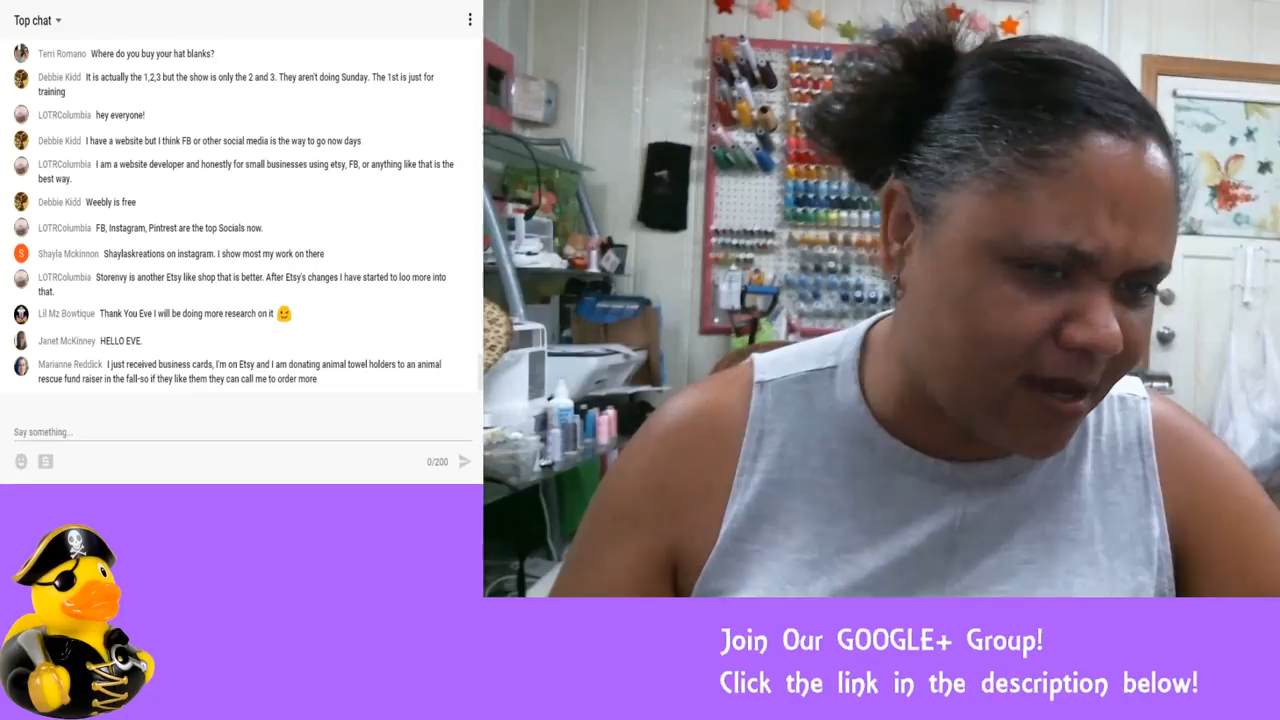 Top chat
Terri Romano Where do you buy your hat blanks?
Debbie Kidd It is actually the 1,2,3 but the show is only the 2 and 3. They aren't doing Sunday. The 1st is just for
training
LOTRColumbia hey everyone!
Debbie Kidd I have a website but I think FB or other social media is the way to go now days
LOTRColumbia I am a website developer and honestly for small businesses using etsy, FB, or anything like that is the
best way.
Debbie Kidd Weebly is free
LOTRColumbia FB, Instagram, Pintrest are the top Socials now.
S Shayla Mckinnon Shaylaskreations on instagram. I show most my work on there
LOTRColumbia Storenvy is another Etsy like shop that is better. After Etsy's changes I have started to loo more into
that.
Lil Mz Bowtique Thank You Eve I will be doing more research on it
Janet McKinney HELLO EVE.
Marianne Reddick I just received business cards, I'm on Etsy and I am donating animal towel holders to an animal
rescue fund raiser in the fall-so if they like them they can call me to order more
Say something...
0/200
Join Our GOOGLE+ Group!
Click the link in the description below!